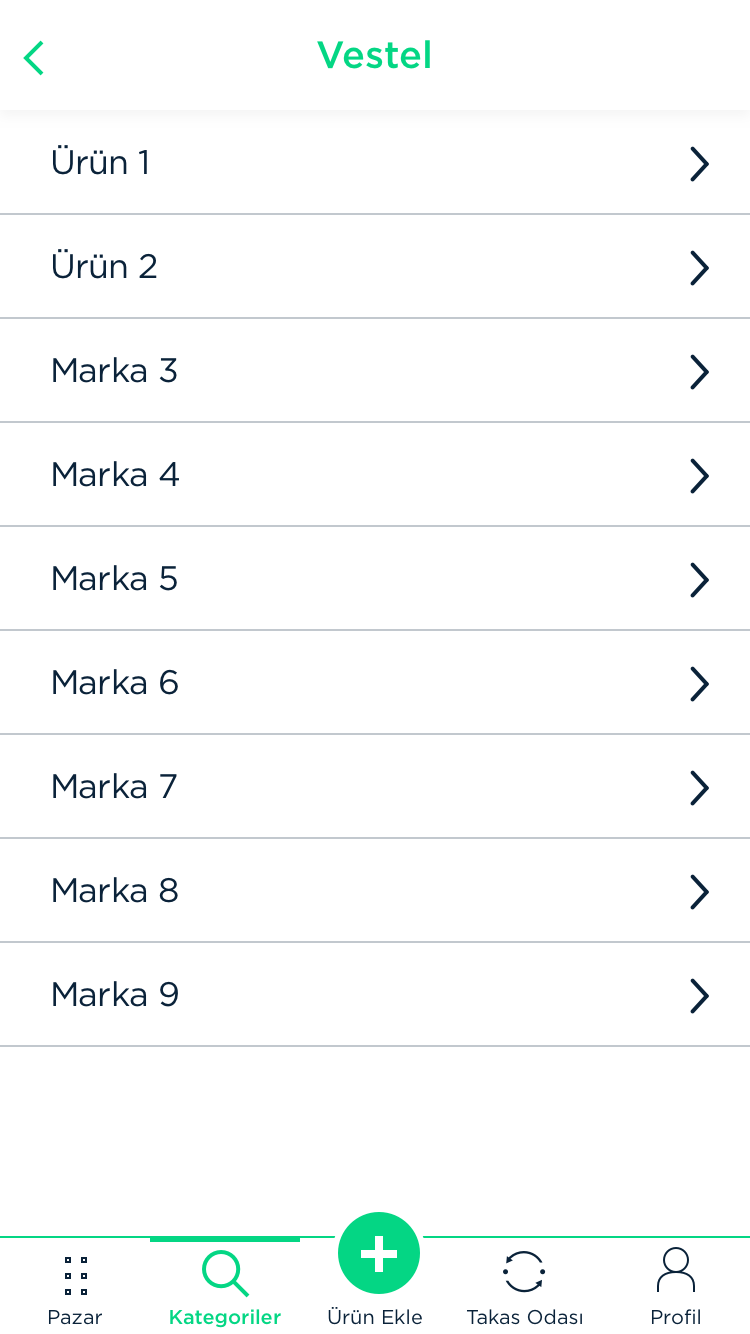 Vestel
Ürün 1
Ürün 2
Marka 3
Marka 4
Marka 5
Marka 6
Marka 7
Marka 8
Marka 9
Pazar
Kategoriler
Ürün Ekle
Takas Odası
Profil